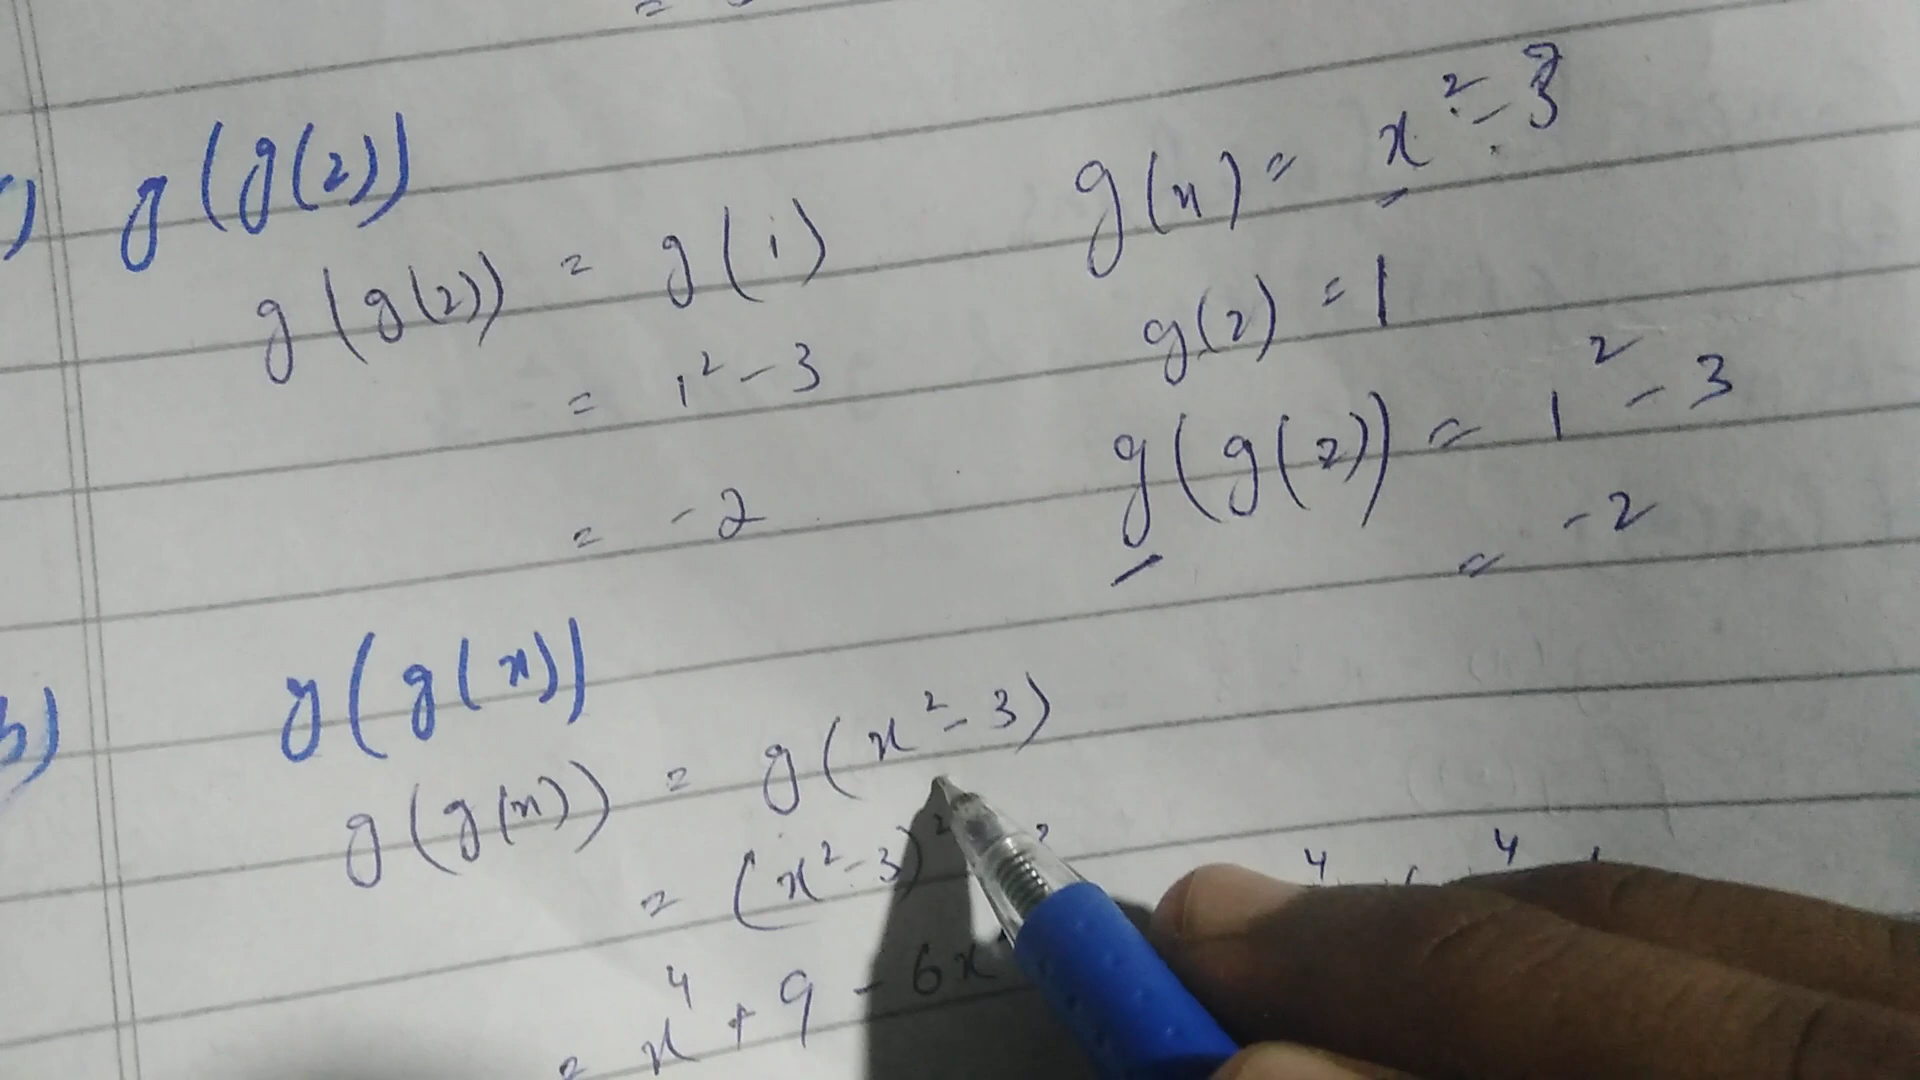 g(g(2))
g(g(2)) = g(1)
= 1² - 3
= -2
g(x) = x² - 3
g(2) = 1
g(g(2)) = 1² - 3
= -2
b) g(g(x))
g(g(x)) = g(x² - 3)
= (x² - 3)²
= x⁴ + 9 - 6x